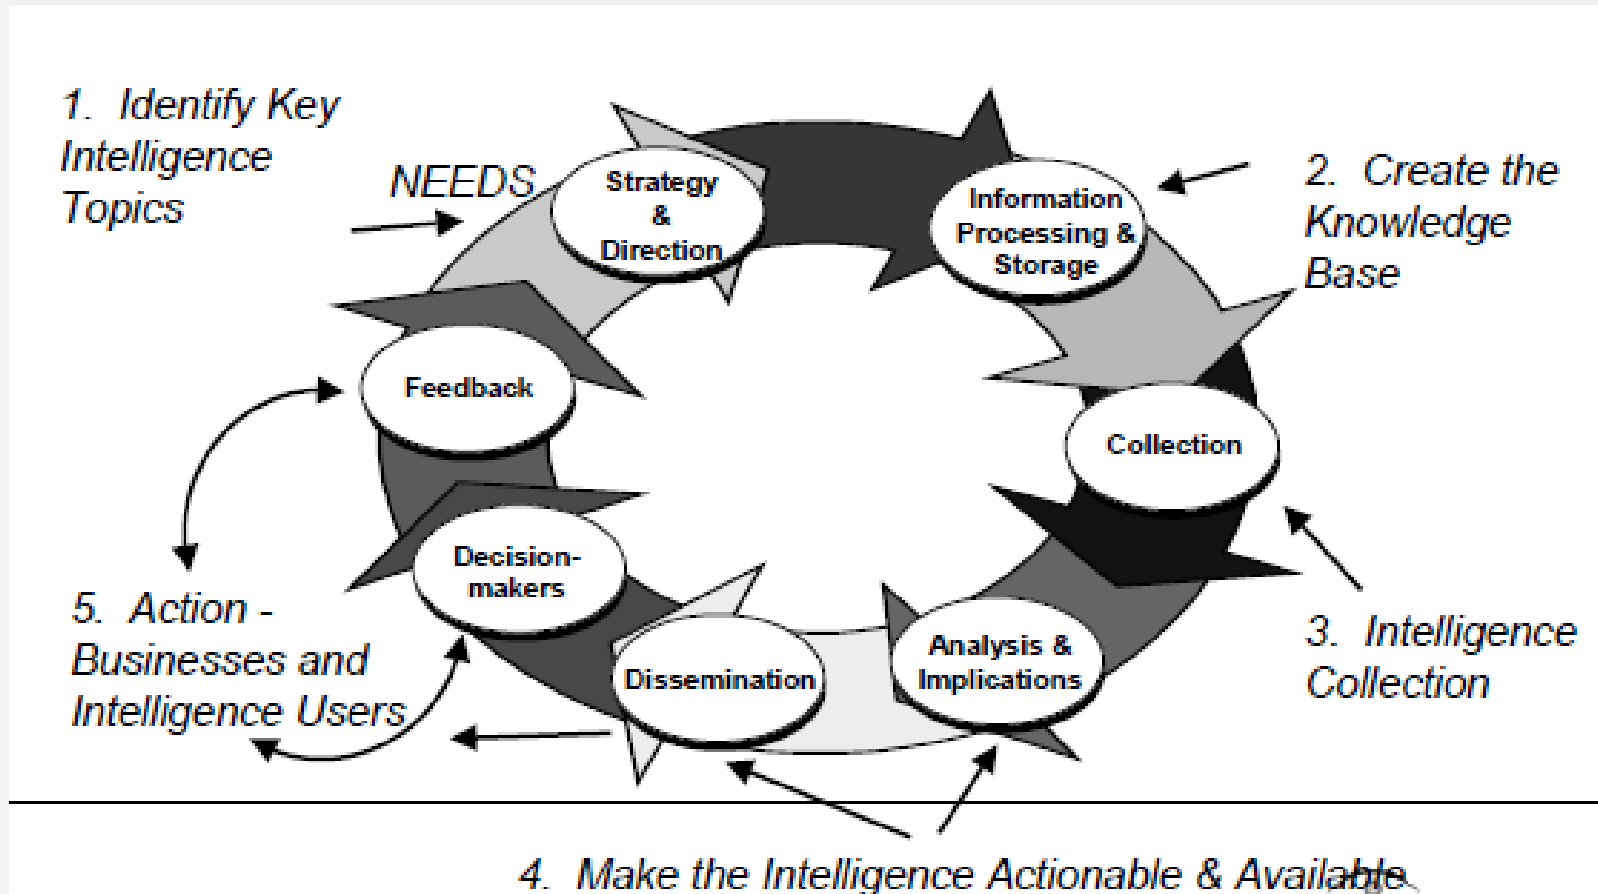 1. Identify Key
Intelligence
Topics
NEEDS
Strategy
&
Direction
Information
Processing &
Storage
2. Create the
Knowledge
Base
Feedback
Collection
Decision-
makers
Analysis &
Implications
Dissemination
3. Intelligence
Collection
5. Action -
Businesses and
Intelligence Users
4. Make the Intelligence Actionable & Available